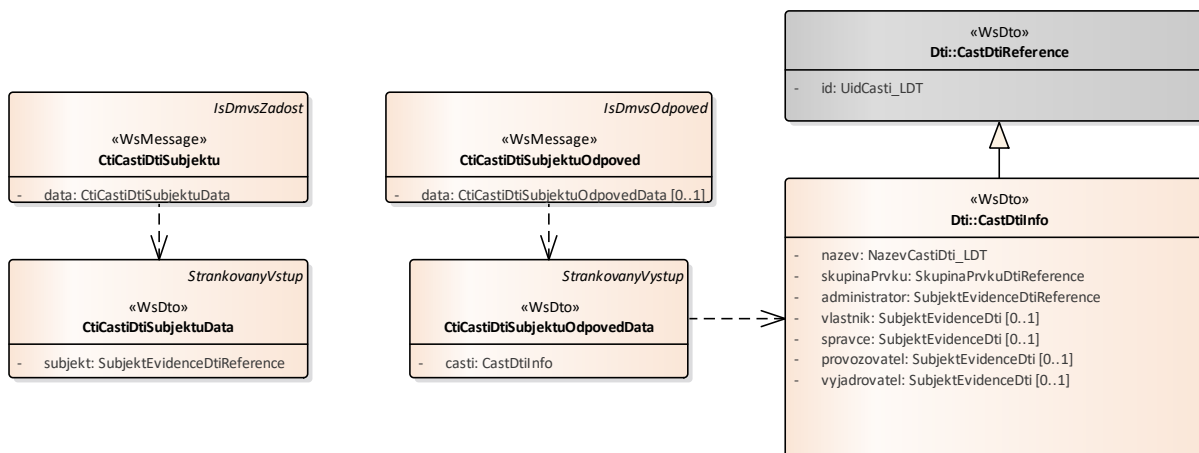 IsDmvsZadost
«WsMessage»
CtiCastiDtiSubjektu
- data: CtiCastiDtiSubjektuData
StrankovanyVstup
«WsDto»
CtiCastiDtiSubjektuData
- subjekt: SubjektEvidenceDtiReference
IsDmvsOdpoved
«WsMessage»
CtiCastiDtiSubjektuOdpoved
- data: CtiCastiDtiSubjektuOdpovedData [0..1]
StrankovanyVystup
«WsDto»
CtiCastiDtiSubjektuOdpovedData
- casti: CastDtiInfo
«WsDto»
Dti::CastDtiReference
- id: UidCasti_LDT
«WsDto»
Dti::CastDtiInfo
- nazev: NazevCastiDti_LDT
- skupinaPrvku: SkupinaPrvkuDtiReference
- administrator: SubjektEvidenceDtiReference
- vlastnik: SubjektEvidenceDti [0..1]
- spravce: SubjektEvidenceDti [0..1]
- provozovatel: SubjektEvidenceDti [0..1]
- vyjadrovatel: SubjektEvidenceDti [0..1]